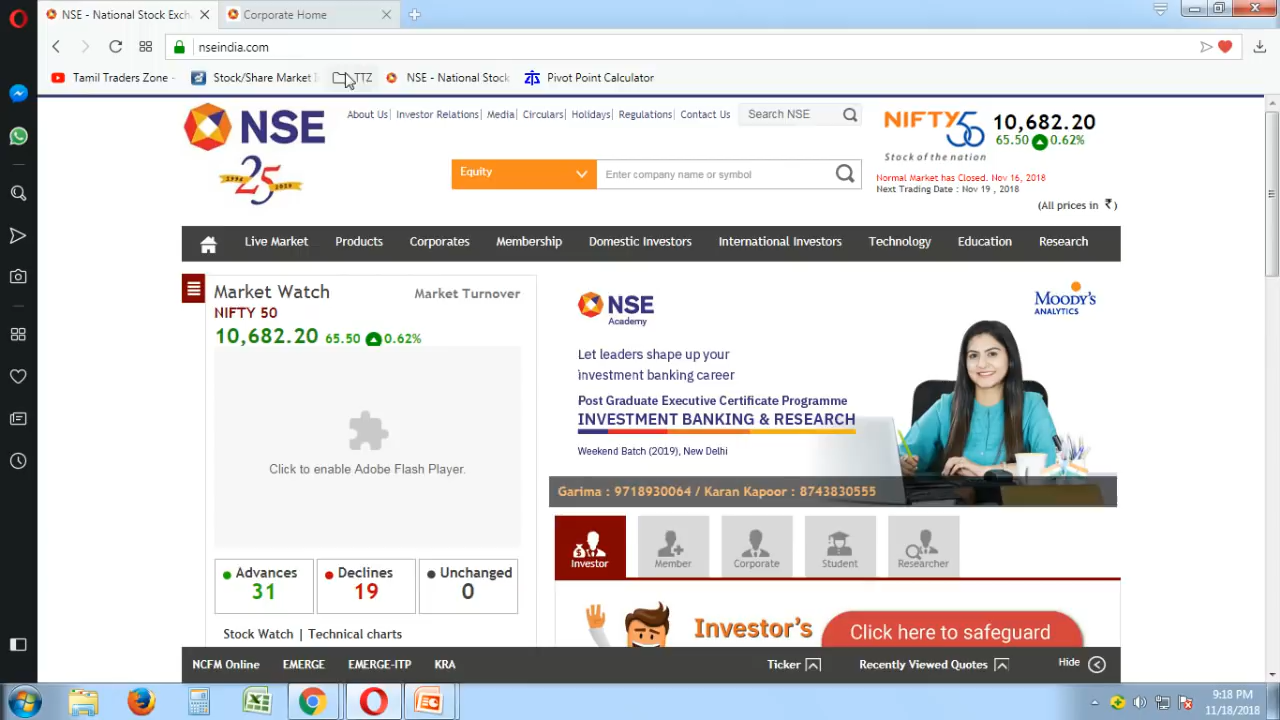 NSE - National Stock Exch
Corporate Home
nseindia.com
Tamil Traders Zone -
Stock/Share Market I
TTZ
NSE - National Stock
Pivot Point Calculator
NSE
1994 25 2019
About Us| Investor Relations| Media| Circulars| Holidays| Regulations| Contact Us
Search NSE
Equity
Enter company name or symbol
NIFTY50
Stock of the nation
10,682.20
65.50 0.62%
Normal Market has Closed. Nov 16, 2018
Next Trading Date : Nov 19 , 2018
(All prices in ₹)
Live Market Products Corporates Membership Domestic Investors International Investors Technology Education Research
Market Watch
Market Turnover
NIFTY 50
10,682.20 65.50 0.62%
Click to enable Adobe Flash Player.
Advances
31
Declines
19
Unchanged
0
Stock Watch | Technical charts
NSE
Academy
MOODY'S
ANALYTICS
Let leaders shape up your
investment banking career
Post Graduate Executive Certificate Programme
INVESTMENT BANKING & RESEARCH
Weekend Batch (2019), New Delhi
Garima : 9718930064 / Karan Kapoor : 8743830555
Investor
Member
Corporate
Student
Researcher
Investor's
Click here to safeguard
NCFM Online EMERGE EMERGE-ITP KRA
Ticker
Recently Viewed Quotes
Hide
9:18 PM
11/18/2018